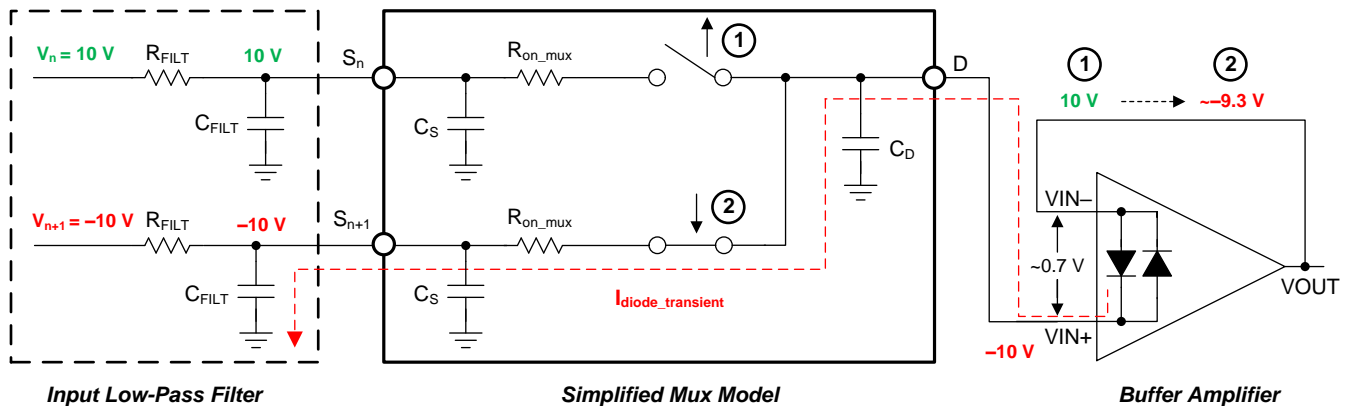 Vn = 10 V
RFILT
10 V
Sn
Ron_mux
1
D
1
2
10 V
~–9.3 V
CFILT
CS
CD
VIN–
Vn+1 = –10 V
RFILT
–10 V
Sn+1
Ron_mux
2
~0.7 V
CFILT
CS
Idiode_transient
VOUT
VIN+
–10 V
Input Low-Pass Filter
Simplified Mux Model
Buffer Amplifier